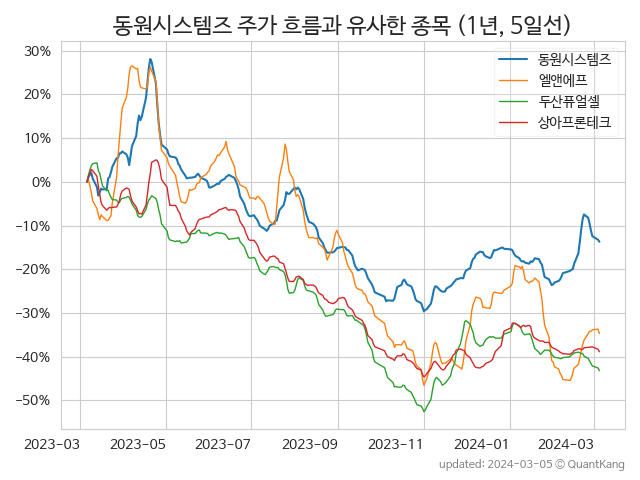 동원시스템즈 주가 흐름과 유사한 종목 (1년, 5일선)
30%
20%
10%
0%
−10%
−20%
−30%
−40%
−50%
동원시스템즈
엘앤에프
두산퓨얼셀
상아프론테크
2023-03
2023-05
2023-07
2023-09
2023-11
2024-01
2024-03
updated: 2024-03-05 © QuantKang